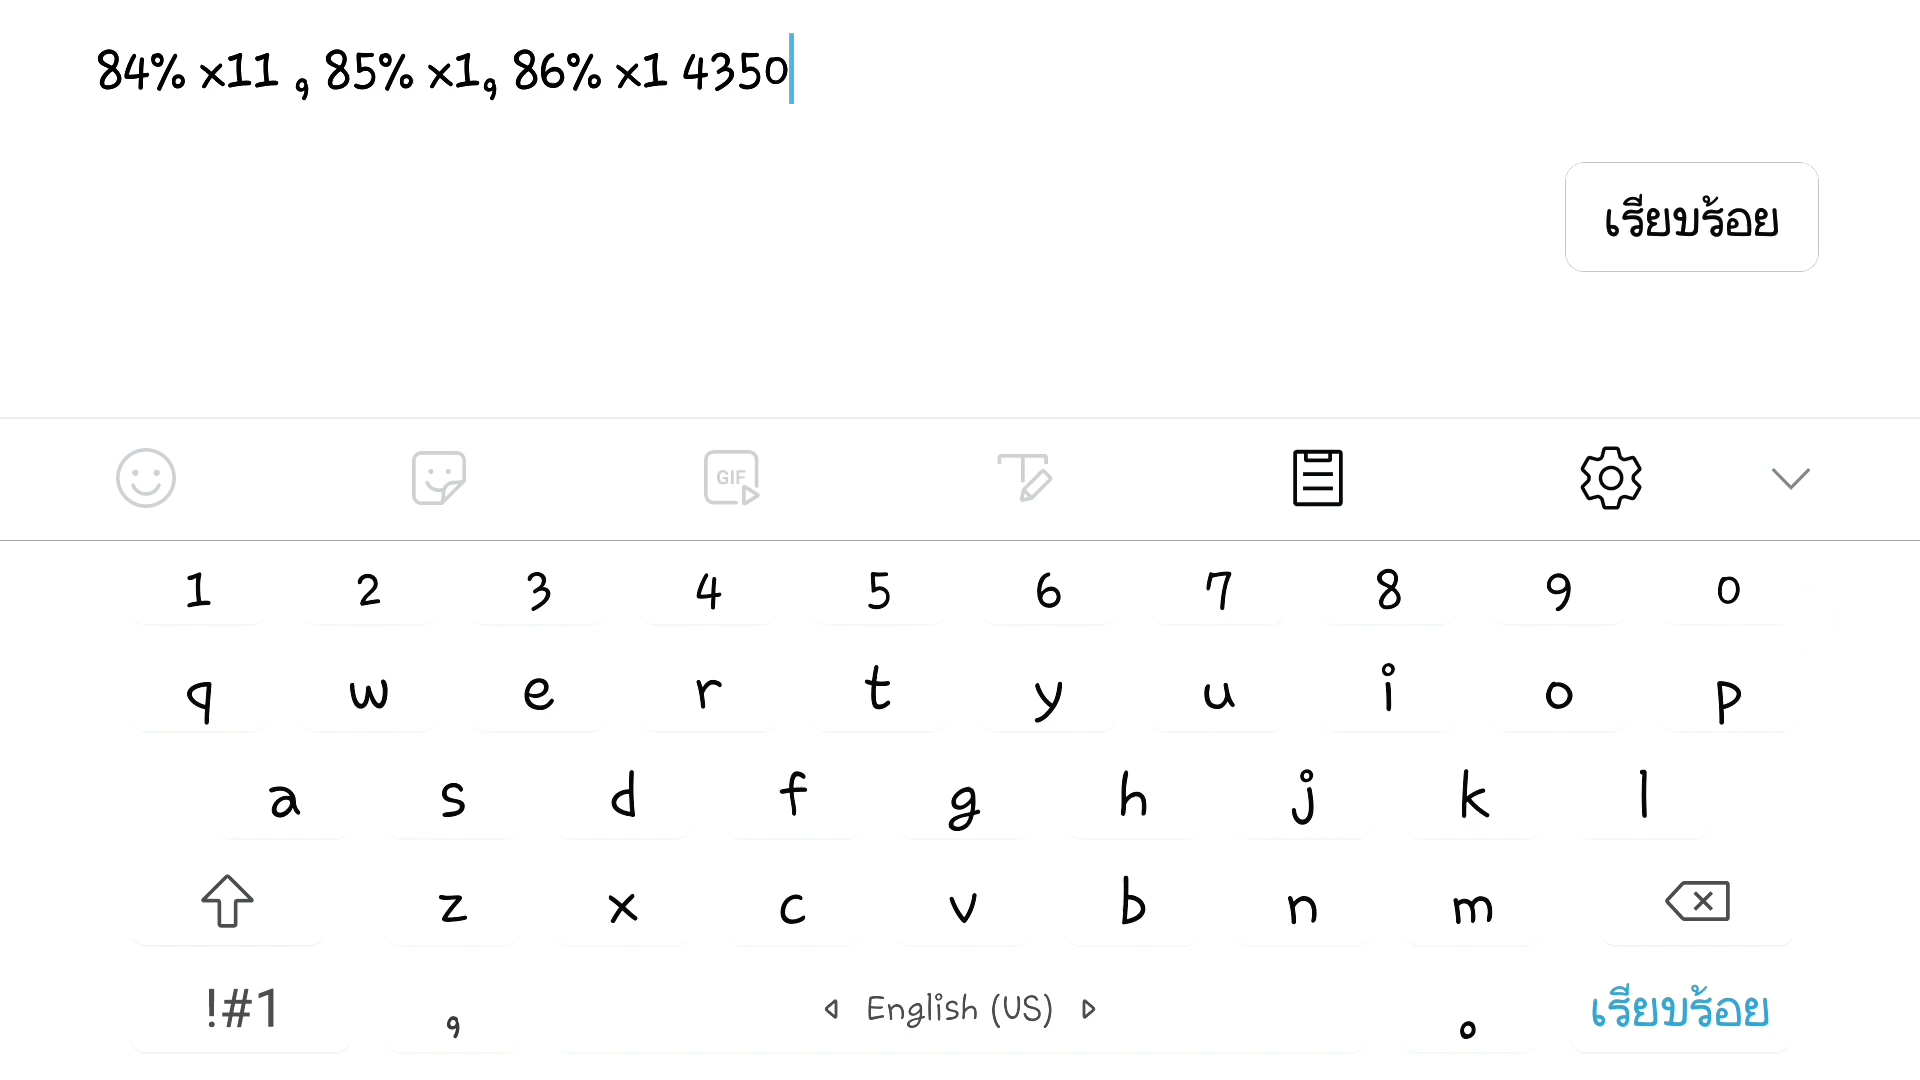 84% x11 , 85% x1, 86% x1 4350
เรียบร้อย
GIF
1 2 3 4 5 6 7 8 9 0
q w e r t y u i o p
a s d f g h j k l
z x c v b n m
!#1 , English (US) . เรียบร้อย